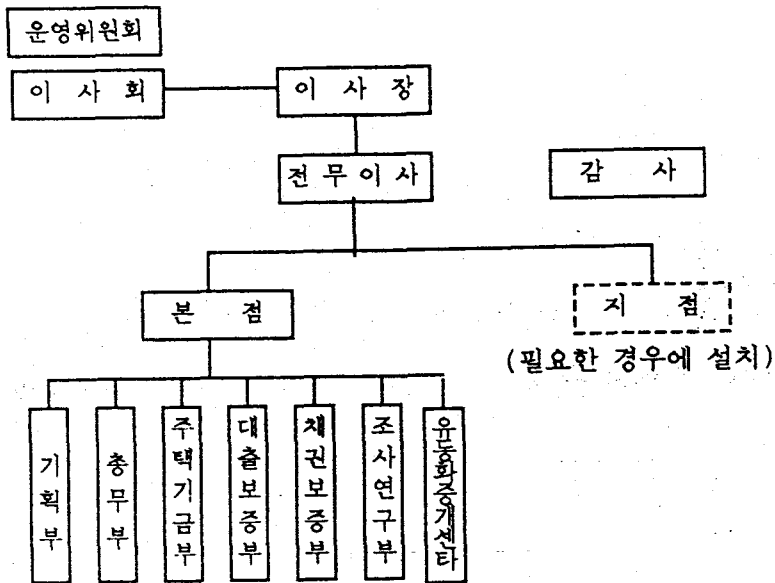 운영위원회
이 사 회
이 사 장
전 무 이 사
감 사
본 점
지 점
(필요한 경우에 설치)
기획부
총무부
주택기금부
대출보증부
채권보증부
조사연구부
유동화중개센타